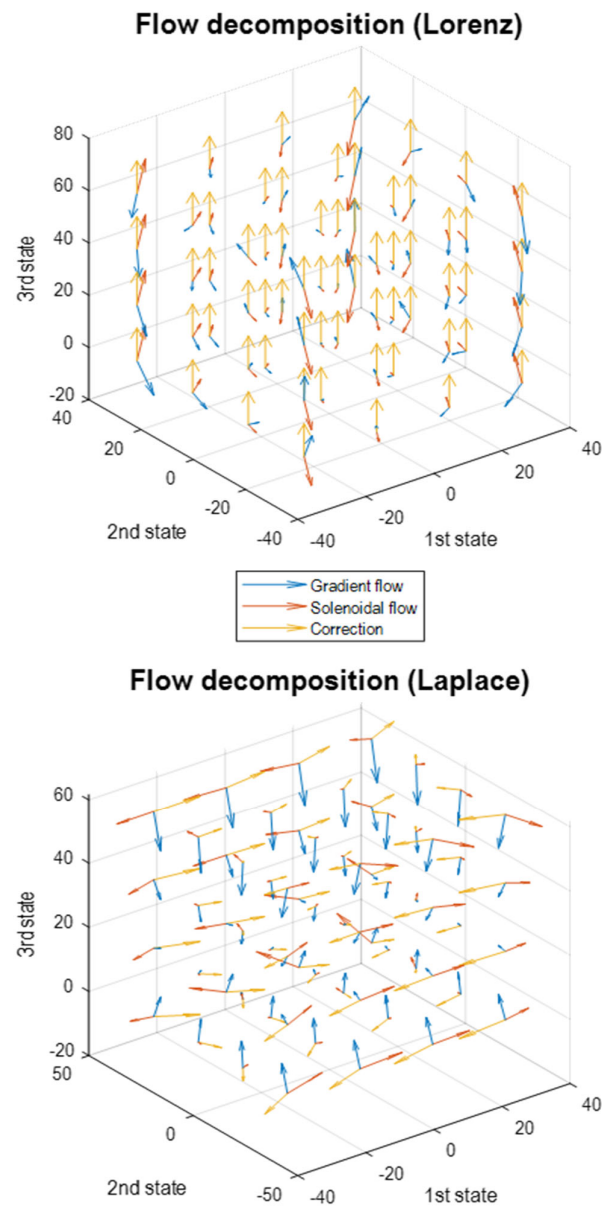 Flow decomposition (Lorenz)
80
60
40
20
0
-20
3rd state
40
20
0
-20
-40
2nd state
-40
-20
0
20
40
1st state
Gradient flow
Solenoidal flow
Correction
Flow decomposition (Laplace)
60
40
20
0
-20
3rd state
50
0
-50
2nd state
-40
-20
0
20
40
1st state